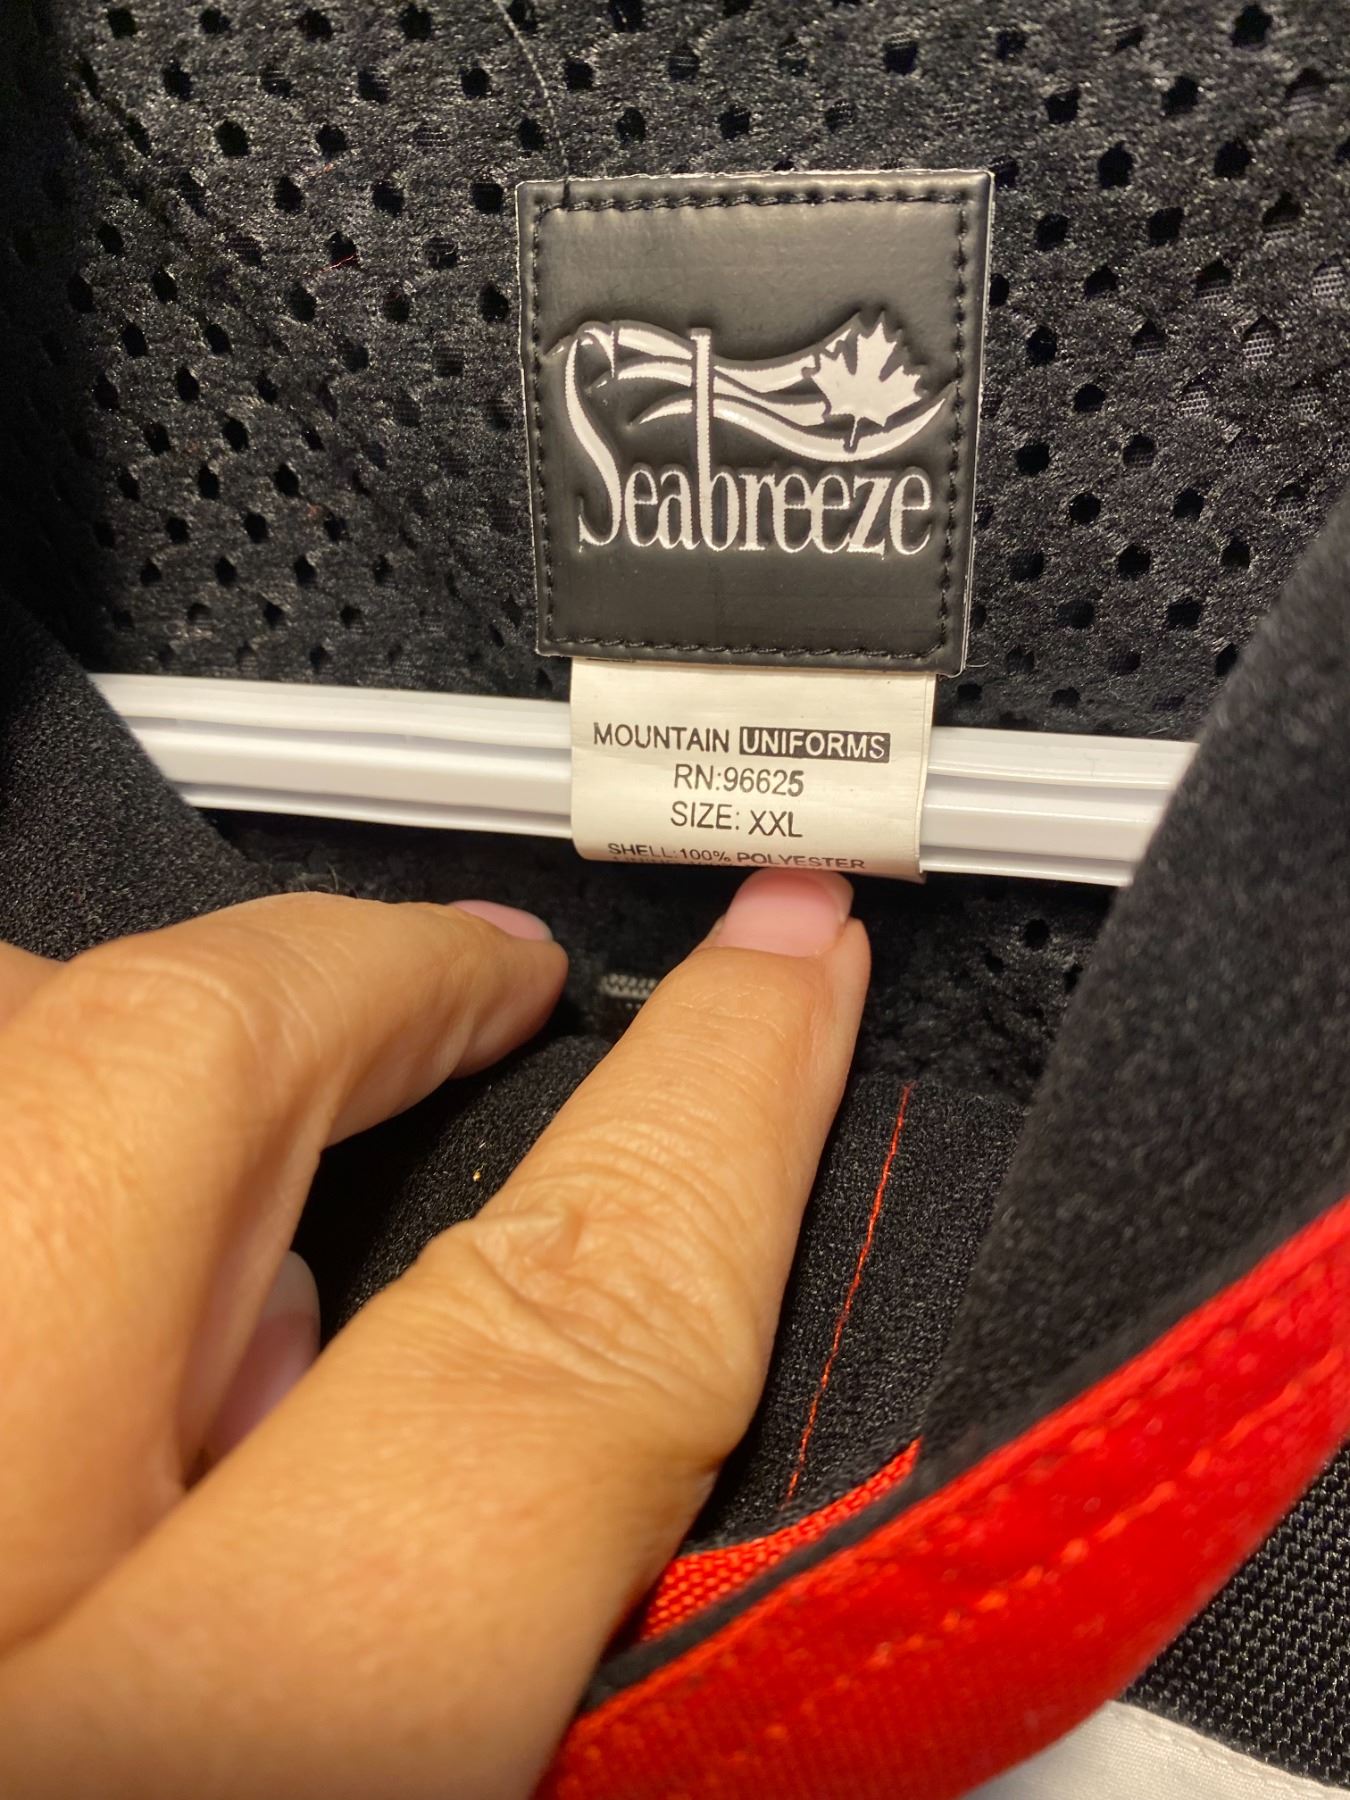 Seabreeze
MOUNTAIN UNIFORMS
RN:96625
SIZE: XXL
SHELL:100% POLYESTER